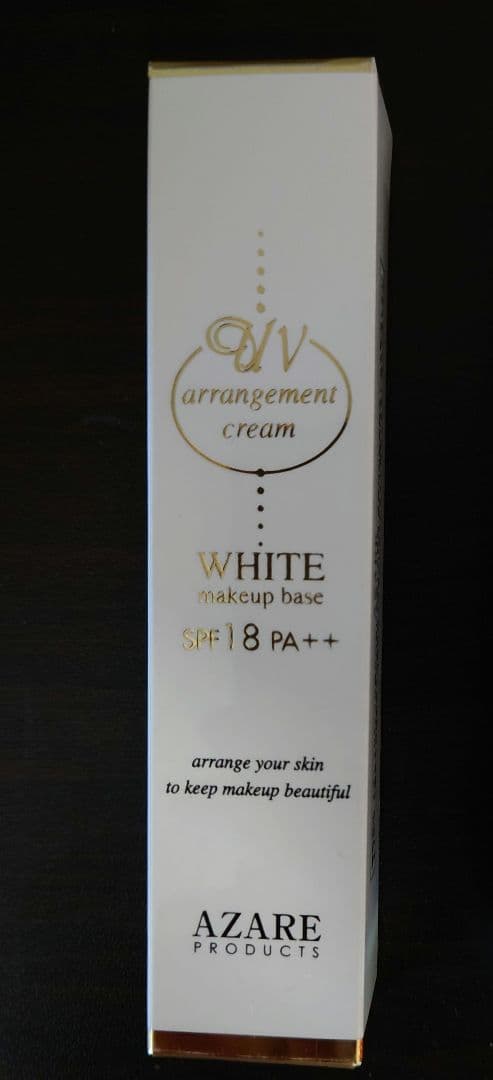 UV
arrangement
cream
WHITE
makeup base
SPF18 PA++
arrange your skin
to keep makeup beautiful
AZARE
PRODUCTS